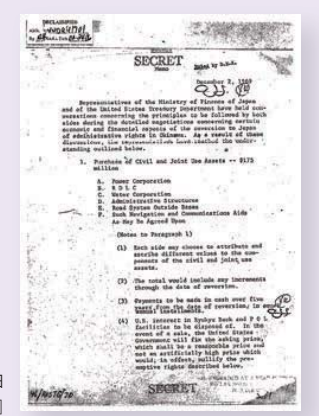 DECLASSIFIED
SECRET
December 2, 1969
Representatives of the Ministry of Finance of Japan
and of the United States Treasury Department have held con-
versations concerning the principles to be followed by both
sides during the detailed negotiations concerning certain
economic and financial aspects of the reversion to Japan
of administrative rights in Okinawa. As a result of these
discussions, the representatives have reached the under-
standing outlined below.
1. Purchase of Civil and Joint Use Assets -- $175
million
A. Power Corporation
B. R D L C
C. Water Corporation
D. Administrative Structures
E. Road System Outside Bases
F. Such Navigation and Communications Aids
As May Be Agreed Upon
(Notes to Paragraph 1)
(1) Each side may choose to attribute and
ascribe different values to the com-
ponents of the civil and joint use
assets.
(2) The total would include any increments
through the date of reversion.
(3) Payments to be made in cash over five
years from the date of reversion, in equal
annual instalments.
(4) U.S. interest in Ryukyu Bank and P O L
facilities to be disposed of. In the
event of a sale, the United States
Government will fix the asking price,
which shall be a reasonable price and
not an artificially high price which
would, in effect, nullify the pre-
emptive rights described below.
SECRET